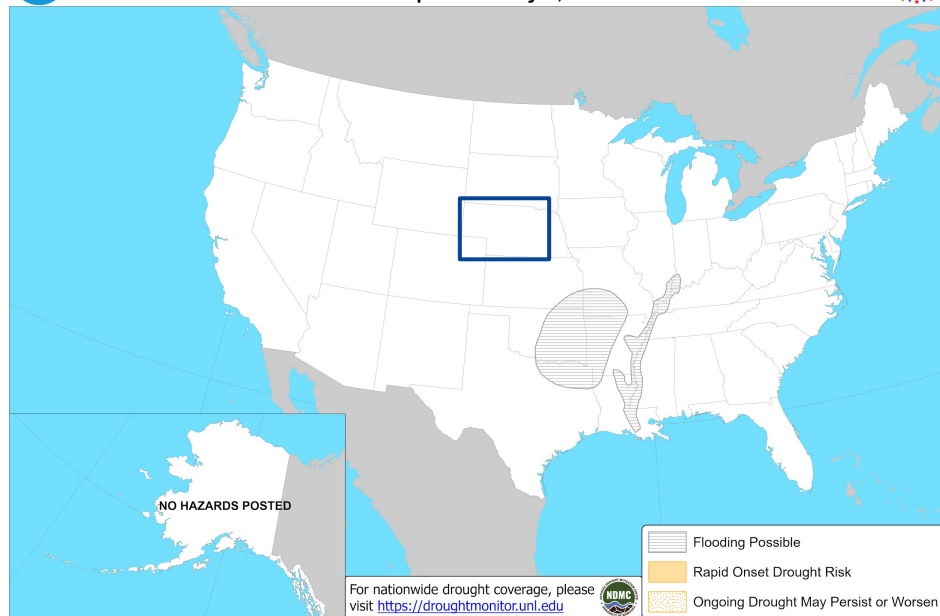 NO HAZARDS POSTED
For nationwide drought coverage, please
visit https://droughtmonitor.unl.edu
NDMC
Flooding Possible
Rapid Onset Drought Risk
Ongoing Drought May Persist or Worsen